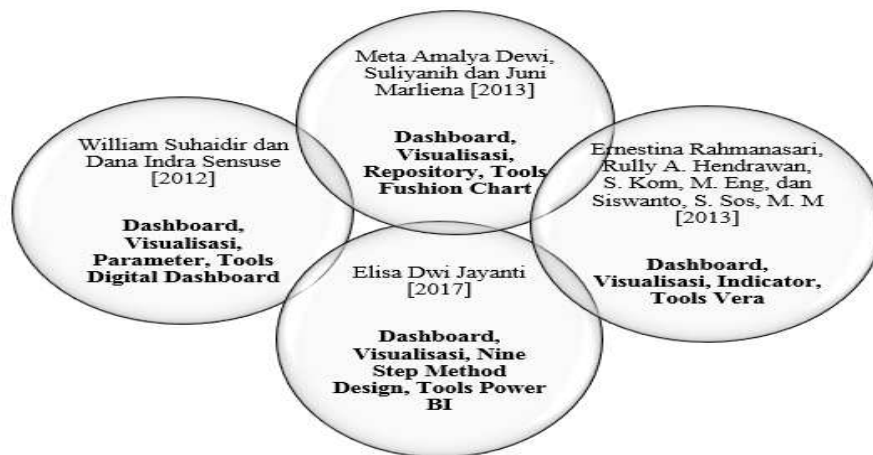 Meta Amalya Dewi,
Suliyanih dan Juni
Marliena [2013]
Dashboard,
Visualisasi,
Repository, Tools
Fushion Chart
William Suhaidir dan
Dana Indra Sensuse
[2012]
Dashboard,
Visualisasi,
Parameter, Tools
Digital Dashboard
Ernestina Rahmanasari,
Rully A. Hendrawan,
S. Kom, M. Eng, dan
Siswanto, S. Sos, M. M
[2013]
Dashboard,
Visualisasi, Indicator,
Tools Vera
Elisa Dwi Jayanti
[2017]
Dashboard,
Visualisasi, Nine
Step Method
Design, Tools Power
BI